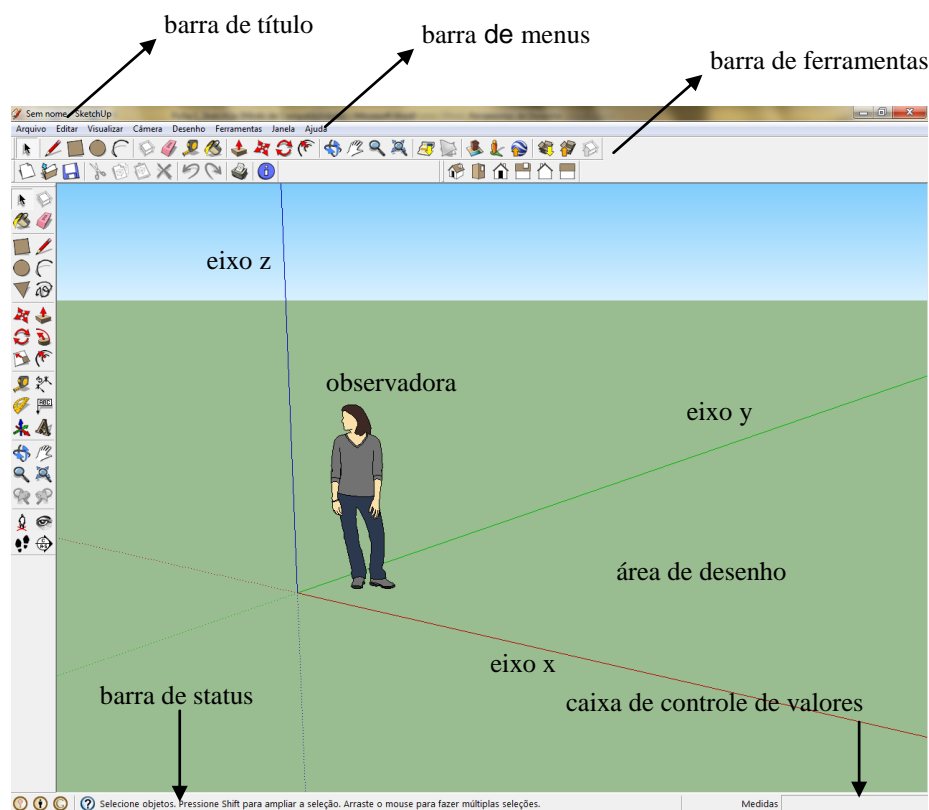 barra de título
barra de menus
barra de ferramentas
Sem nome - SketchUp
Arquivo Editar Visualizar Câmera Desenho Ferramentas Janela Ajuda
eixo z
observadora
eixo y
área de desenho
eixo x
barra de status
caixa de controle de valores
Selecione objetos. Pressione Shift para ampliar a seleção. Arraste o mouse para fazer múltiplas seleções.
Medidas